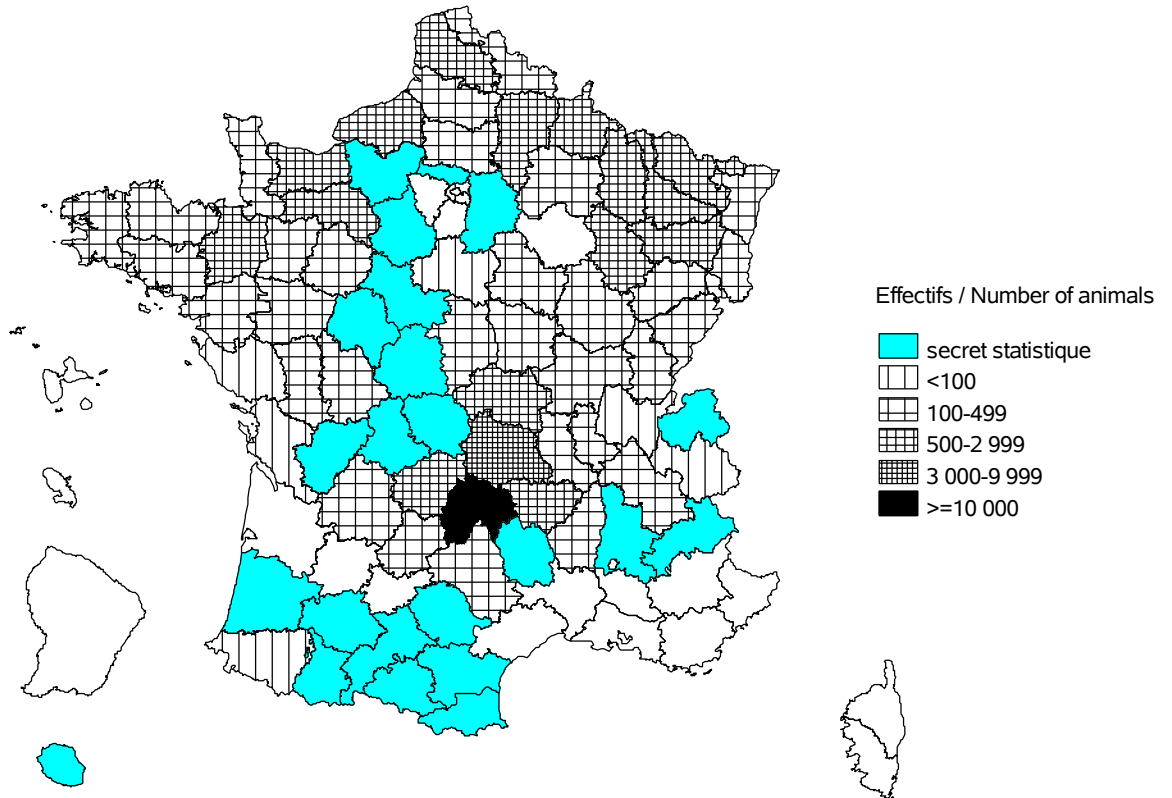 Effectifs / Number of animals
secret statistique
<100
100-499
500-2 999
3 000-9 999
>=10 000